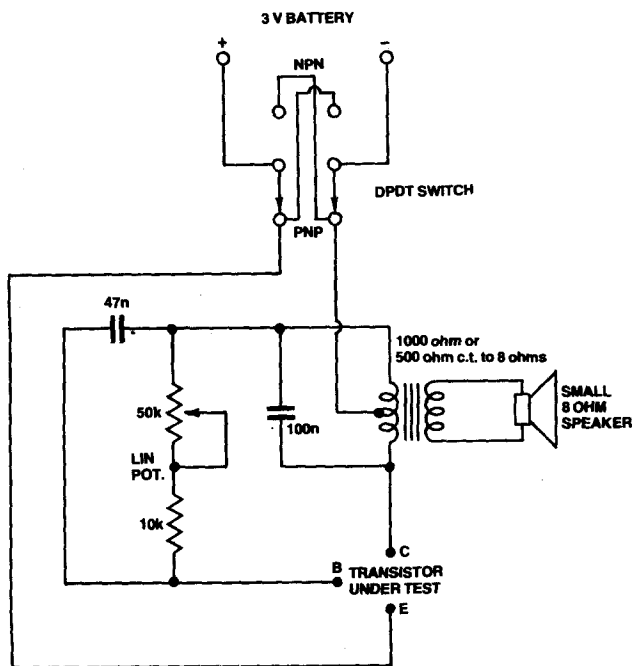 3 V BATTERY
+
−
NPN
DPDT SWITCH
PNP
47n
1000 ohm or
500 ohm c.t. to 8 ohms
50k
100n
SMALL
8 OHM
SPEAKER
LIN
POT.
10k
C
B
TRANSISTOR
UNDER TEST
E